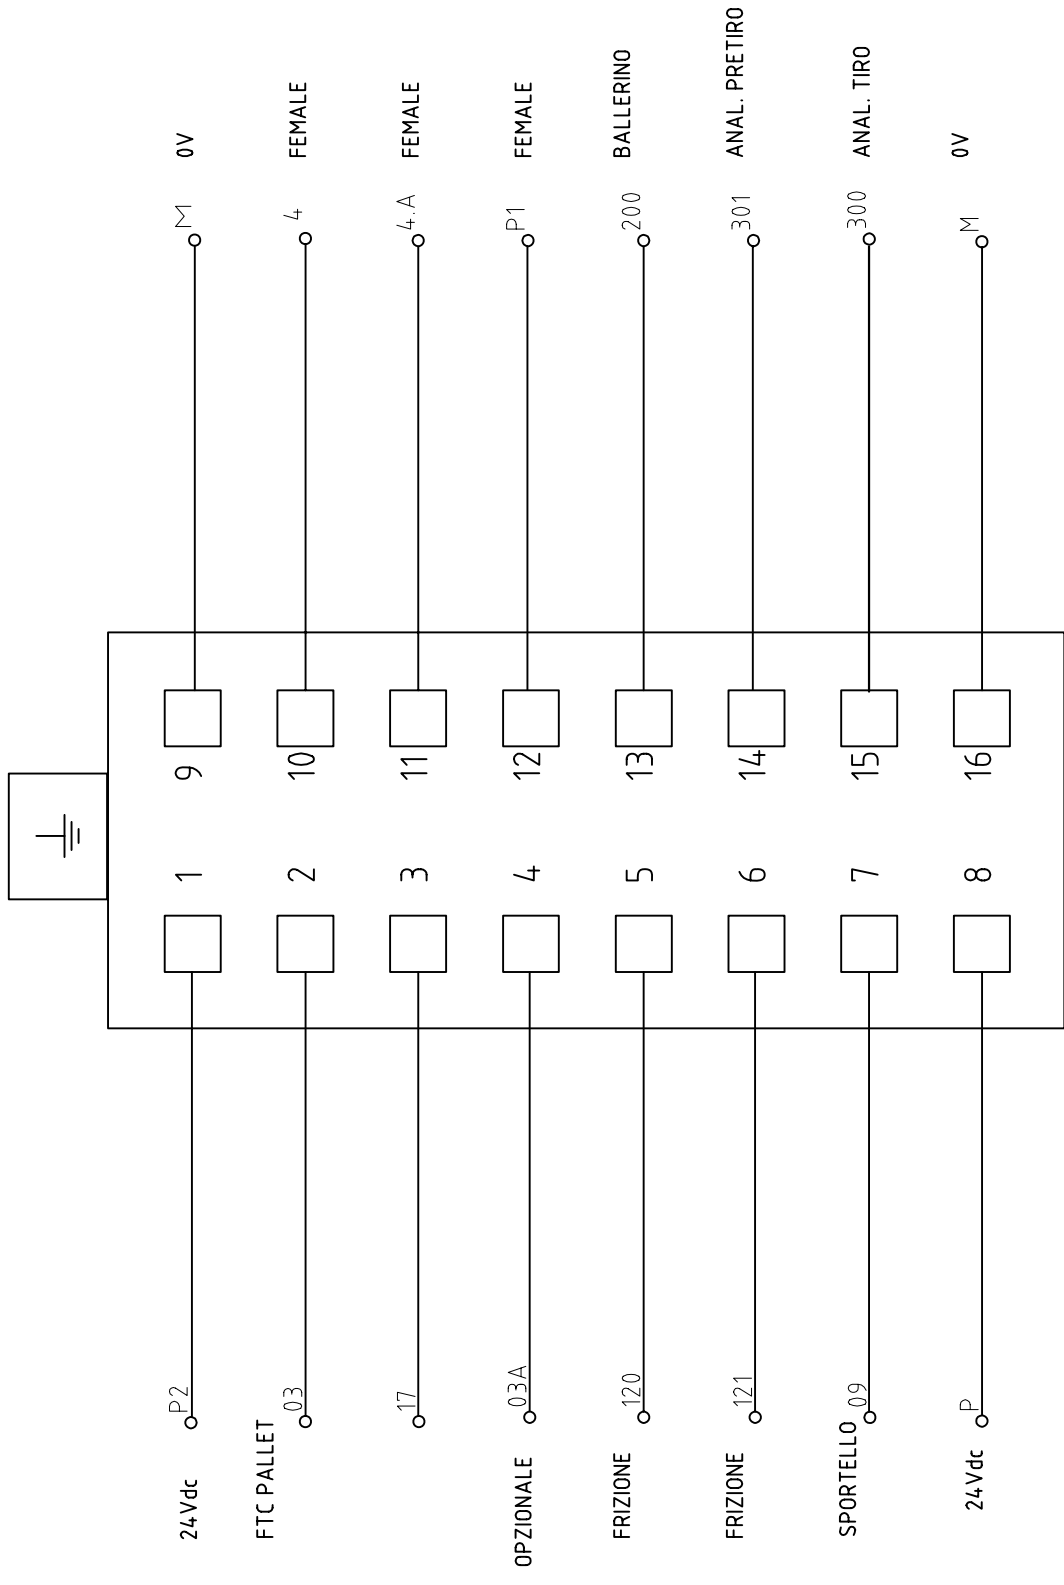 24Vdc P2 1 9 M 0V
FTC PALLET 03 2 10 4 FEMALE
17 3 11 4.A FEMALE
OPZIONALE 03A 4 12 P1 FEMALE
FRIZIONE 120 5 13 200 BALLERINO
FRIZIONE 121 6 14 301 ANAL. PRETIRO
SPORTELLO 09 7 15 300 ANAL. TIRO
24Vdc P 8 16 M 0V